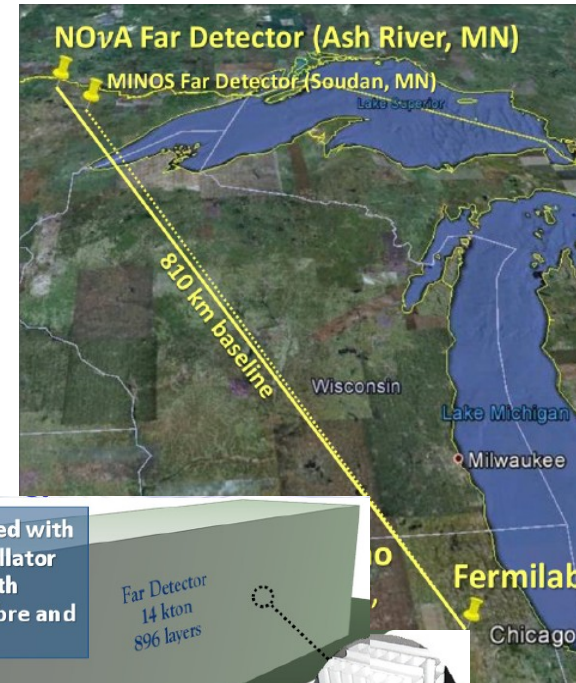 NOνA Far Detector (Ash River, MN)
MINOS Far Detector (Soudan, MN)
Lake Superior
810 km baseline
Wisconsin
Lake Michigan
Milwaukee
Fermilab
Chicago
ed with
llator
th
bre and
Far Detector
14 kton
896 layers